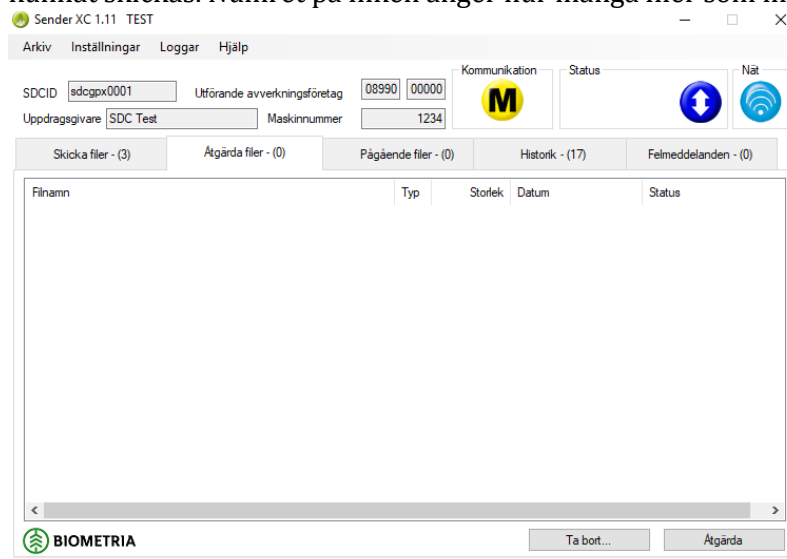 Sender XC 1.11 TEST
Arkiv Inställningar Loggar Hjälp
SDCID sdcgpx0001 Utförande avverkningsföretag 08990 00000
Uppdragsgivare SDC Test Maskinnummer 1234
Kommunikation Status Nät
M
Skicka filer - (3) Åtgärda filer - (0) Pågående filer - (0) Historik - (17) Felmeddelanden - (0)
Filnamn Typ Storlek Datum Status
BIOMETRIA Ta bort... Åtgärda